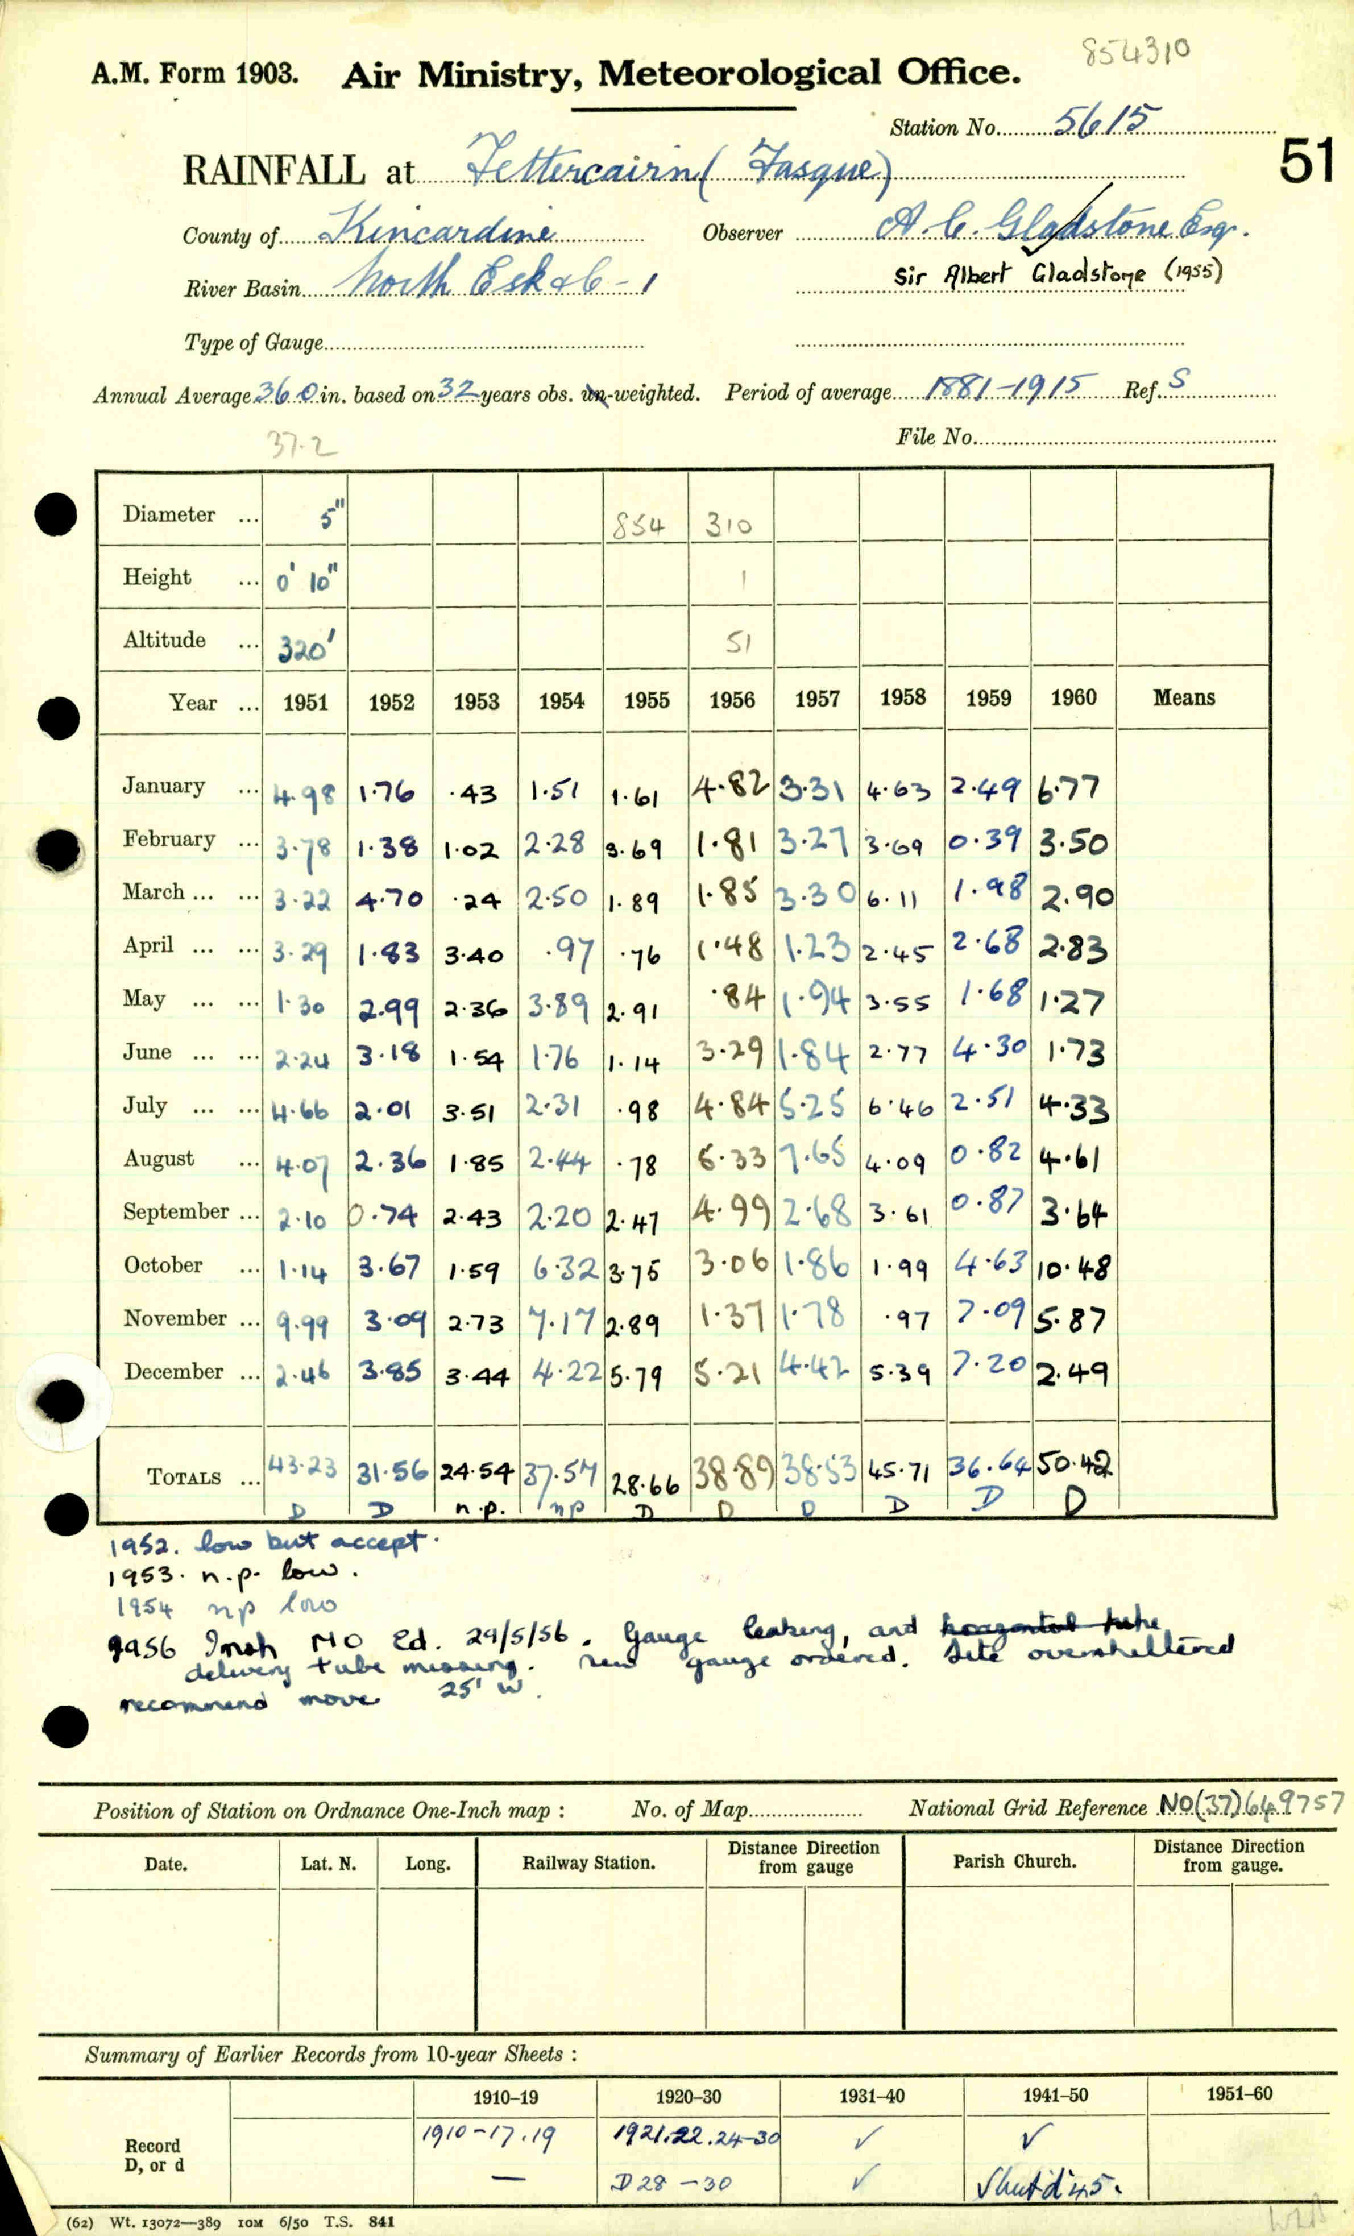 854310
A.M. Form 1903. Air Ministry, Meteorological Office.
Station No. 5615
51
RAINFALL at Fettercairn (Fasque)
County of Kincardine Observer A. C. Gladstone Esq.
River Basin North Esk &c - 1 Sir Albert Gladstone (1955)
Type of Gauge
Annual Average 36.0 in. based on 32 years obs. un-weighted. Period of average 1881-1915 Ref. S
37.2 File No.
Diameter ... 5" 854 310
Height ... 0' 10" 1
Altitude ... 320' 51
Year ... 1951 1952 1953 1954 1955 1956 1957 1958 1959 1960 Means
January ... 4.98 1.76 .43 1.51 1.61 4.82 3.31 4.63 2.49 6.77
February ... 3.78 1.38 1.02 2.28 3.69 1.81 3.27 3.69 0.39 3.50
March ... ... 3.22 4.70 .24 2.50 1.89 1.85 3.30 6.11 1.98 2.90
April ... ... 3.29 1.83 3.40 .97 .76 1.48 1.23 2.45 2.68 2.83
May ... ... 1.30 2.99 2.36 3.89 2.91 .84 1.94 3.55 1.68 1.27
June ... ... 2.24 3.18 1.54 1.76 1.14 3.29 1.84 2.77 4.30 1.73
July ... ... 4.66 2.01 3.51 2.31 .98 4.84 5.25 6.46 2.51 4.33
August ... 4.07 2.36 1.85 2.44 .78 5.33 7.65 4.09 0.82 4.61
September ... 2.10 0.74 2.43 2.20 2.47 4.99 2.68 3.61 0.87 3.64
October ... 1.14 3.67 1.59 6.32 3.75 3.06 1.86 1.99 4.63 10.48
November ... 9.99 3.09 2.73 7.17 2.89 1.37 1.78 .97 7.09 5.87
December ... 2.46 3.85 3.44 4.22 5.79 5.21 4.42 5.39 7.20 2.49
TOTALS ... 43.23 31.56 24.54 37.57 28.66 38.89 38.53 45.71 36.64 50.42
D D n.p. np D D D D D D
1952. low but accept.
1953. n.p. low.
1954 np low
1956 Insh MO Ed. 29/5/56. Gauge leaking, and horizontal tube
delivery tube missing. New gauge ordered. Site oversheltered
recommend move 25' W.
Position of Station on Ordnance One-Inch map : No. of Map National Grid Reference NO(37)649757
Date. Lat. N. Long. Railway Station. Distance from gauge Direction Parish Church. Distance from gauge. Direction
Summary of Earlier Records from 10-year Sheets :
1910-19 1920-30 1931-40 1941-50 1951-60
Record 1910-17.19 1921.22.24-30 ✓ ✓
D, or d — D28-30 ✓ ✓but d 45.
(62) Wt. 13072—389 10M 6/50 T.S. 841